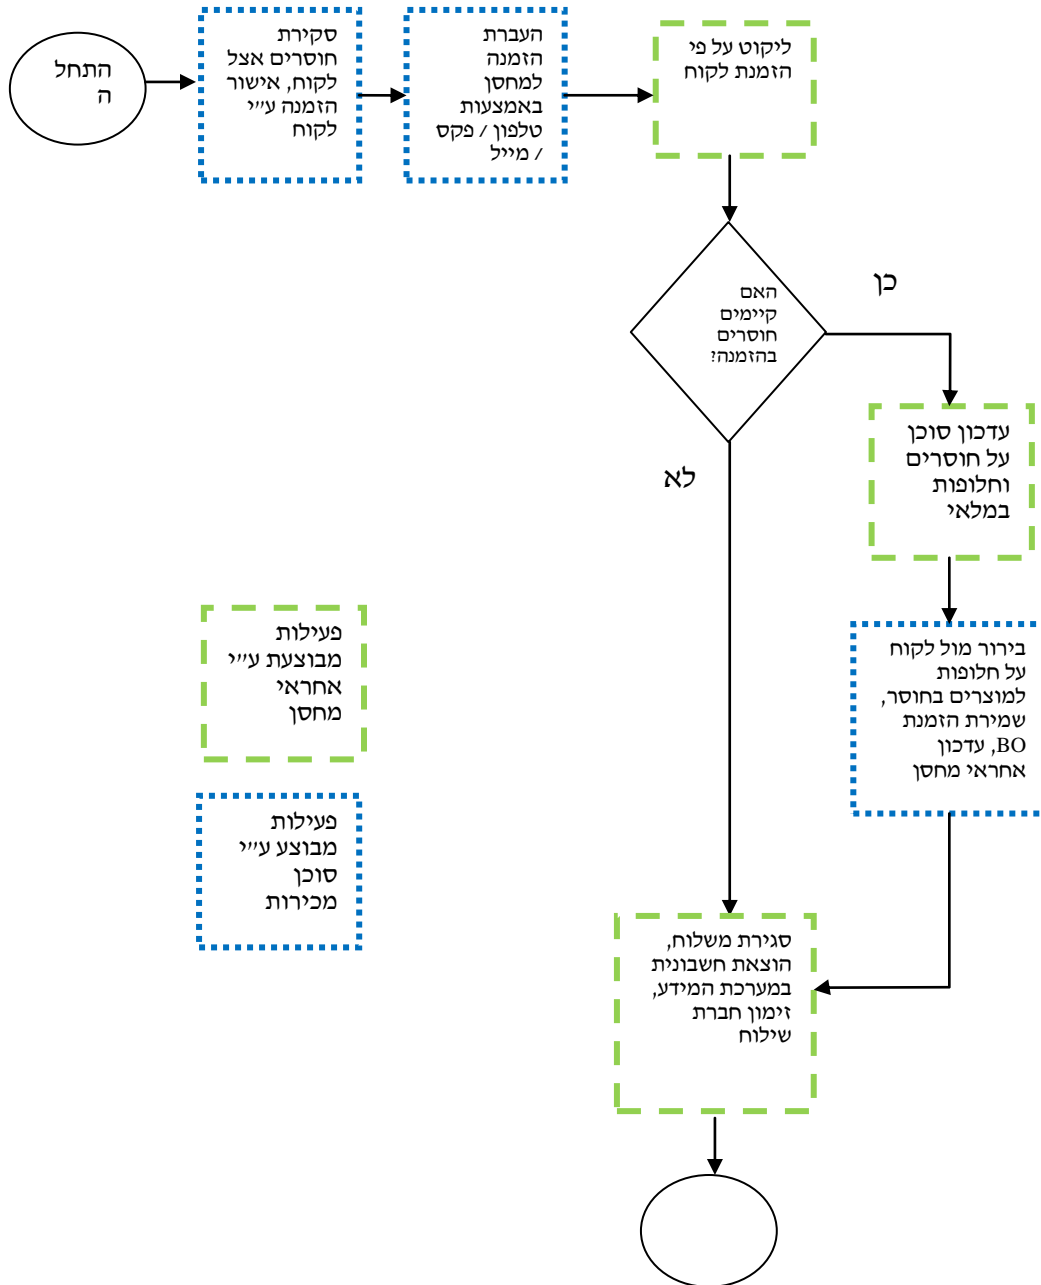 התחל
ה
סקירת
חוסרים אצל
לקוח, אישור
הזמנה ע״י
לקוח
העברת
הזמנה
למחסן
באמצעות
טלפון / פקס
/ מייל
ליקוט על פי
הזמנת לקוח
האם
קיימים
חוסרים
בהזמנה?
כן
לא
עדכון סוכן
על חוסרים
וחלופות
במלאי
בירור מול לקוח
על חלופות
למוצרים בחוסר,
שמירת הזמנת
BO, עדכון
אחראי מחסן
סגירת משלוח,
הוצאת חשבונית
במערכת המידע,
זימון חברת
שילוח
פעילות
מבוצעת ע״י
אחראי
מחסן
פעילות
מבוצע ע״י
סוכן
מכירות